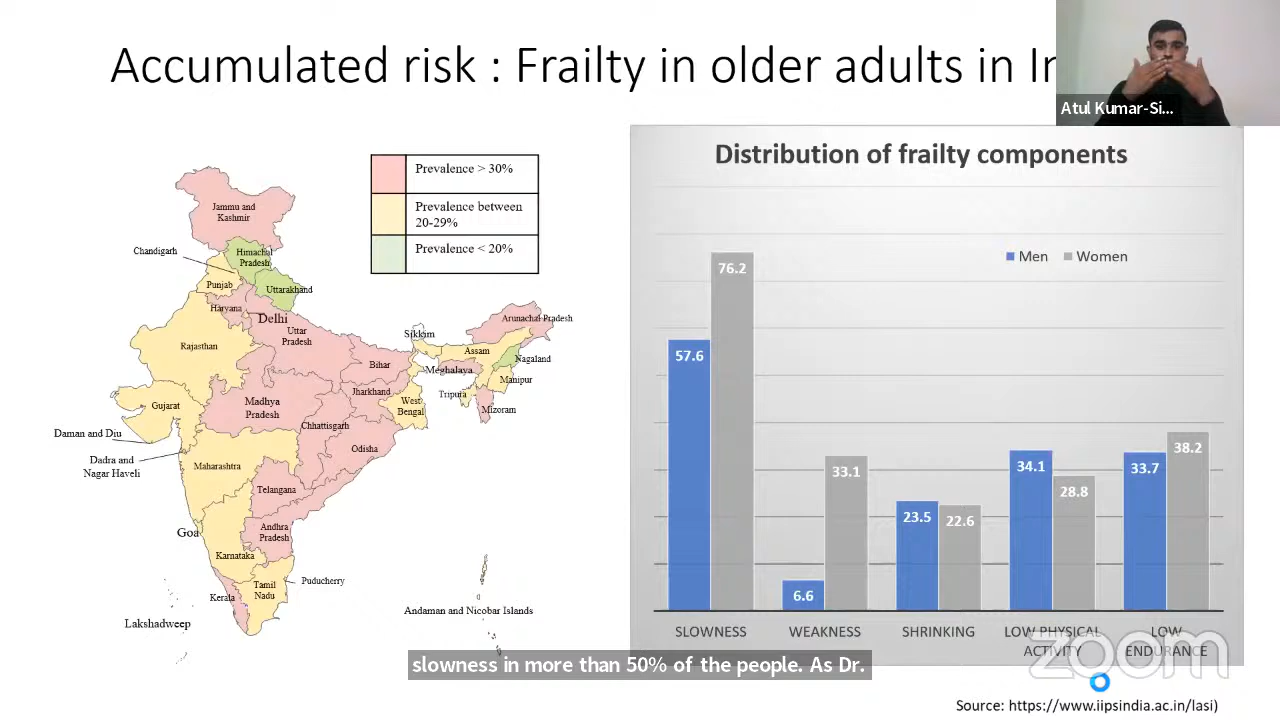 Accumulated risk : Frailty in older adults in In
Atul Kumar-Si...
Prevalence > 30%
Prevalence between
20-29%
Prevalence < 20%
Jammu and
Kashmir
Chandigarh
Himachal
Pradesh
Punjab
Uttarakhand
Haryana
Delhi
Uttar
Pradesh
Rajasthan
Sikkim
Arunachal Pradesh
Assam
Nagaland
Bihar
Meghalaya
Manipur
Jharkhand
Tripura
Mizoram
West
Bengal
Gujarat
Madhya
Pradesh
Chhattisgarh
Daman and Diu
Odisha
Dadra and
Nagar Haveli
Maharashtra
Telangana
Goa
Andhra
Pradesh
Karnataka
Puducherry
Tamil
Nadu
Kerala
Lakshadweep
Andaman and Nicobar Islands
Distribution of frailty components
Men
Women
57.6
76.2
6.6
33.1
23.5
22.6
34.1
28.8
33.7
38.2
SLOWNESS
WEAKNESS
SHRINKING
LOW PHYSICAL
ACTIVITY
LOW
ENDURANCE
zoom
slowness in more than 50% of the people. As Dr.
Source: https://www.iipsindia.ac.in/lasi)